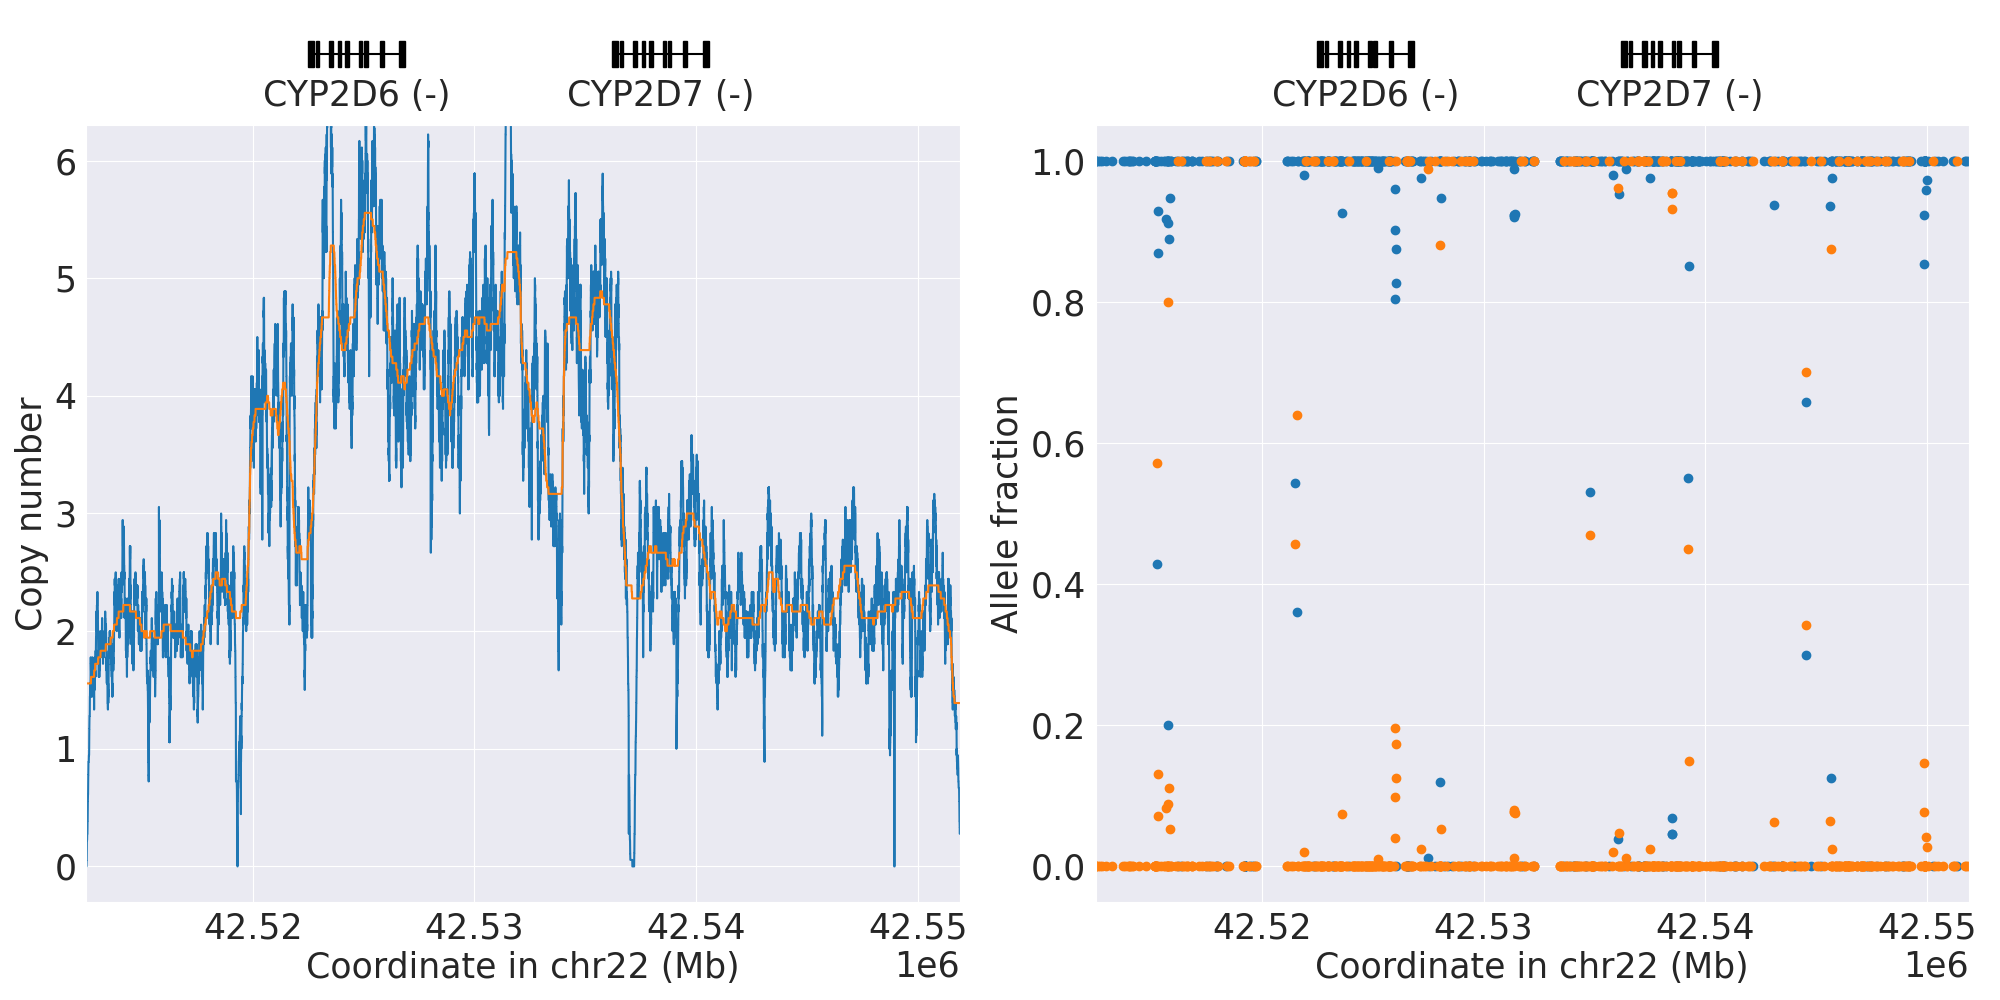 CYP2D6 (-) CYP2D7 (-)
Copy number
6
5
4
3
2
1
0
42.52 42.53 42.54 42.55
Coordinate in chr22 (Mb) 1e6
CYP2D6 (-) CYP2D7 (-)
Allele fraction
1.0
0.8
0.6
0.4
0.2
0.0
42.52 42.53 42.54 42.55
Coordinate in chr22 (Mb) 1e6